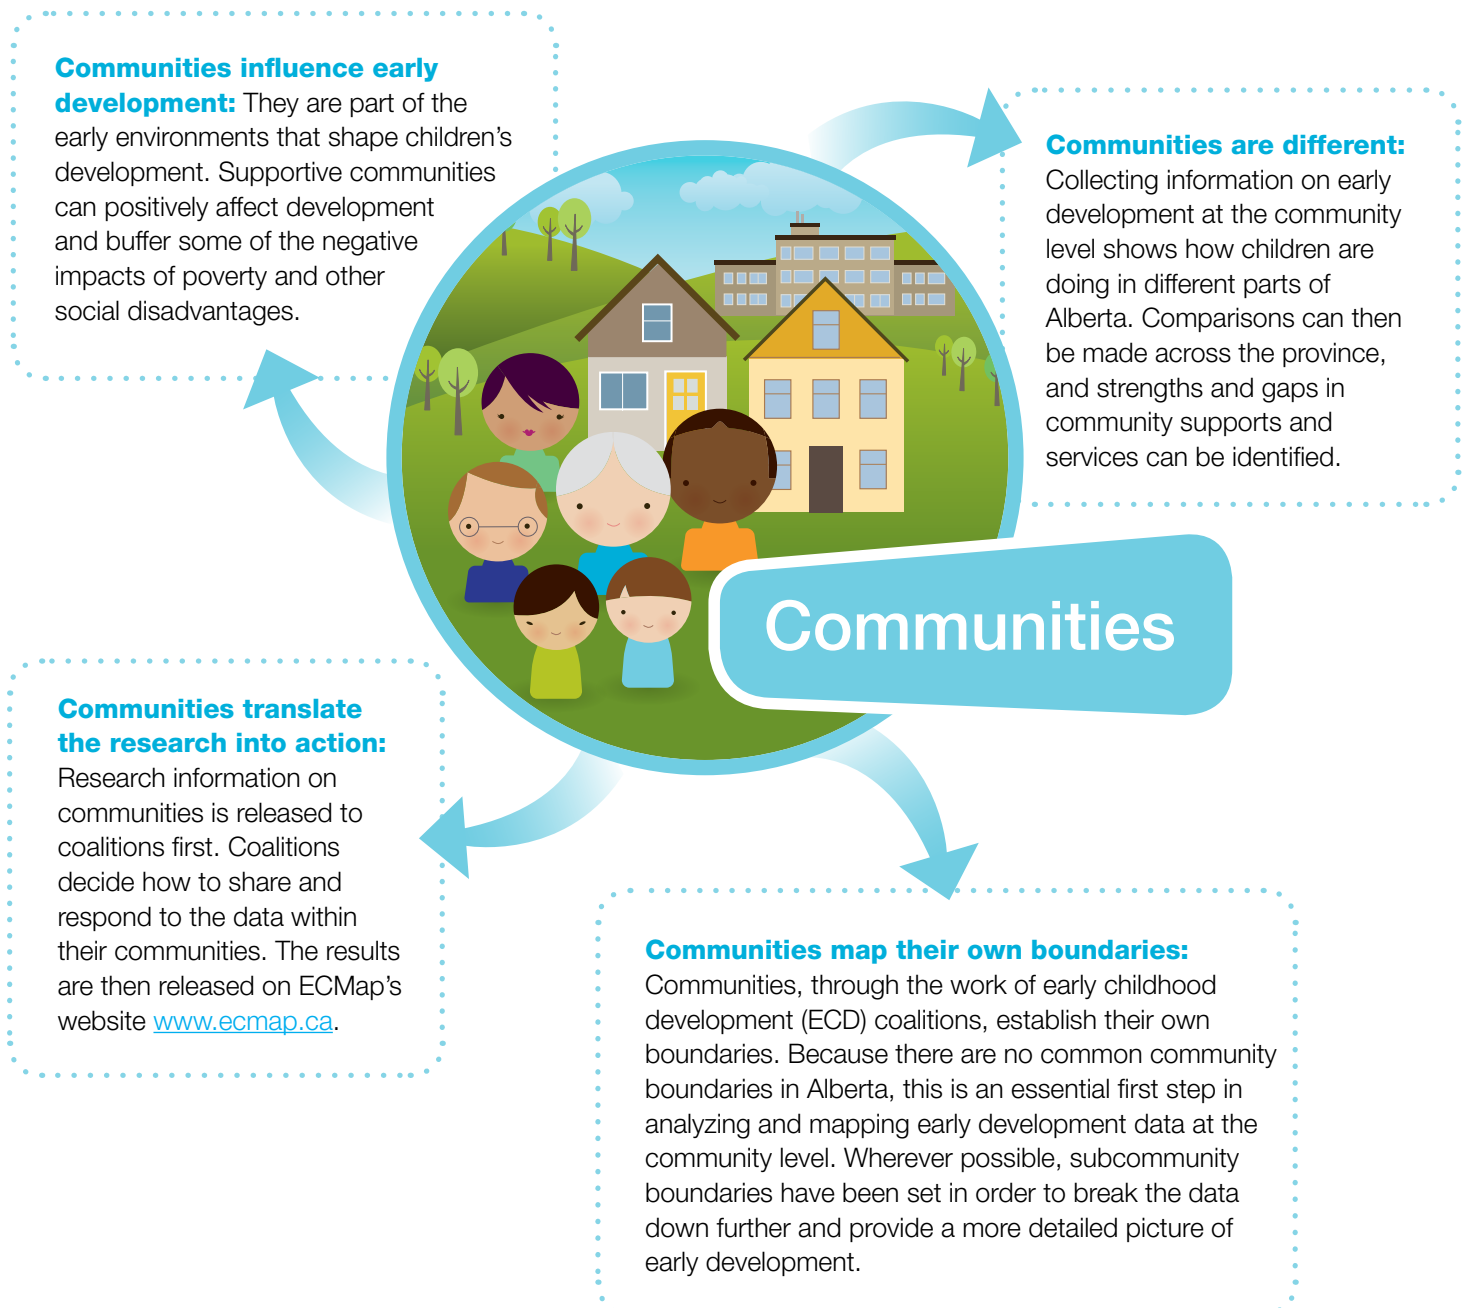 Communities influence early
development: They are part of the
early environments that shape children’s
development. Supportive communities
can positively affect development
and buffer some of the negative
impacts of poverty and other
social disadvantages.
Communities are different:
Collecting information on early
development at the community
level shows how children are
doing in different parts of
Alberta. Comparisons can then
be made across the province,
and strengths and gaps in
community supports and
services can be identified.
Communities
Communities translate
the research into action:
Research information on
communities is released to
coalitions first. Coalitions
decide how to share and
respond to the data within
their communities. The results
are then released on ECMap’s
website www.ecmap.ca.
Communities map their own boundaries:
Communities, through the work of early childhood
development (ECD) coalitions, establish their own
boundaries. Because there are no common community
boundaries in Alberta, this is an essential first step in
analyzing and mapping early development data at the
community level. Wherever possible, subcommunity
boundaries have been set in order to break the data
down further and provide a more detailed picture of
early development.